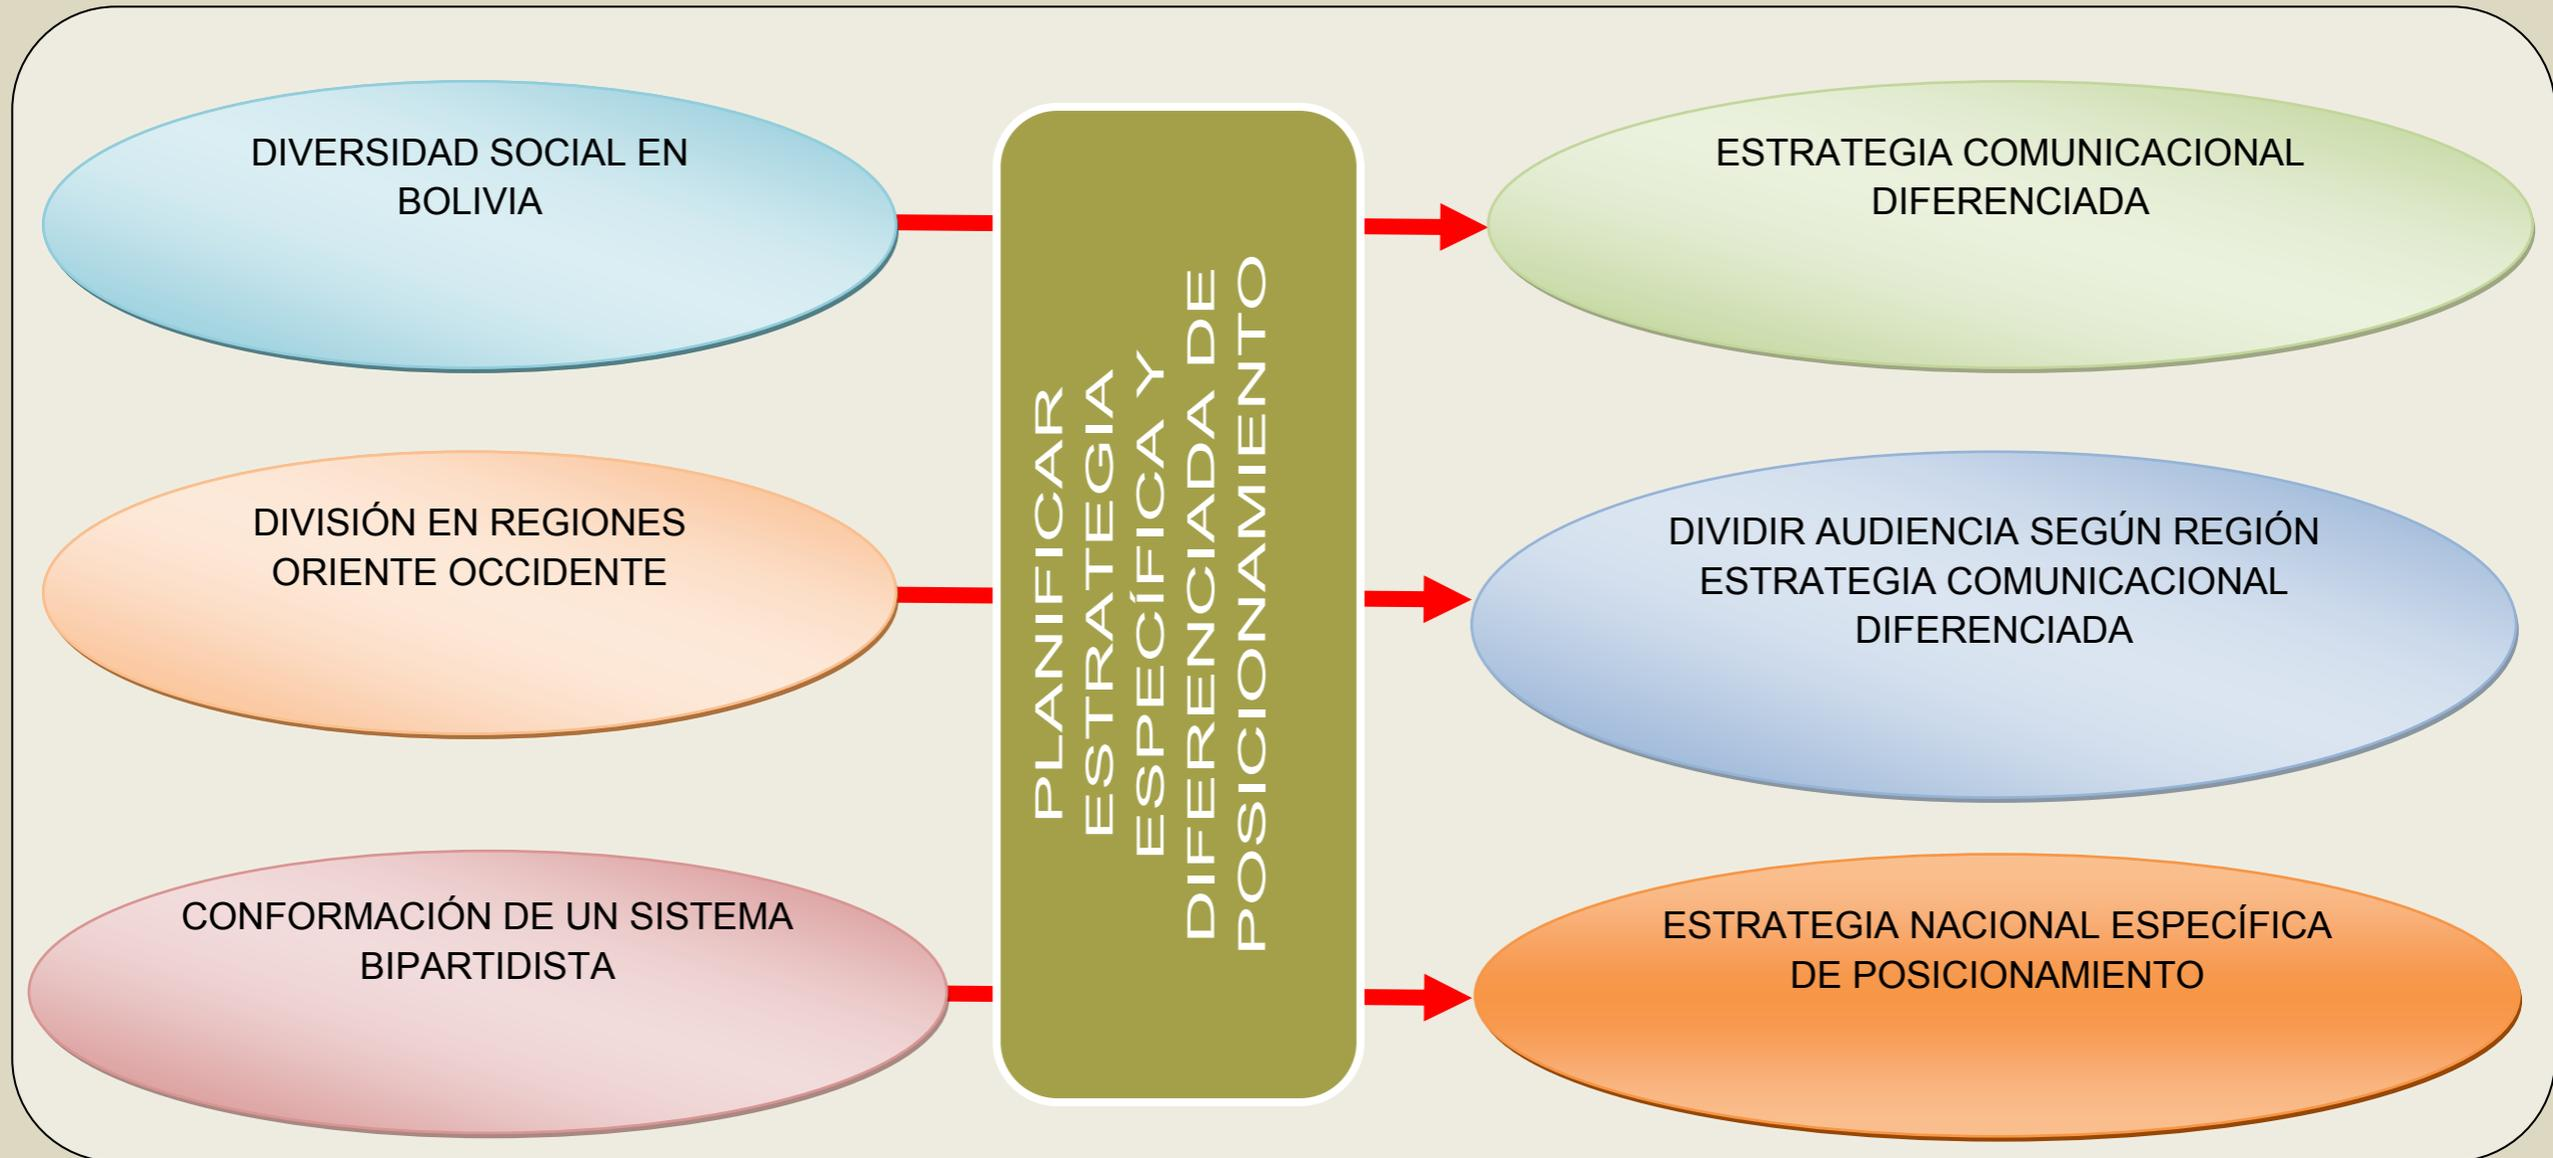 DIVERSIDAD SOCIAL EN
BOLIVIA
DIVISIÓN EN REGIONES
ORIENTE OCCIDENTE
CONFORMACIÓN DE UN SISTEMA
BIPARTIDISTA
PLANIFICAR
ESTRATEGIA
ESPECÍFICA Y
DIFERENCIADA DE
POSICIONAMIENTO
ESTRATEGIA COMUNICACIONAL
DIFERENCIADA
DIVIDIR AUDIENCIA SEGÚN REGIÓN
ESTRATEGIA COMUNICACIONAL
DIFERENCIADA
ESTRATEGIA NACIONAL ESPECÍFICA
DE POSICIONAMIENTO